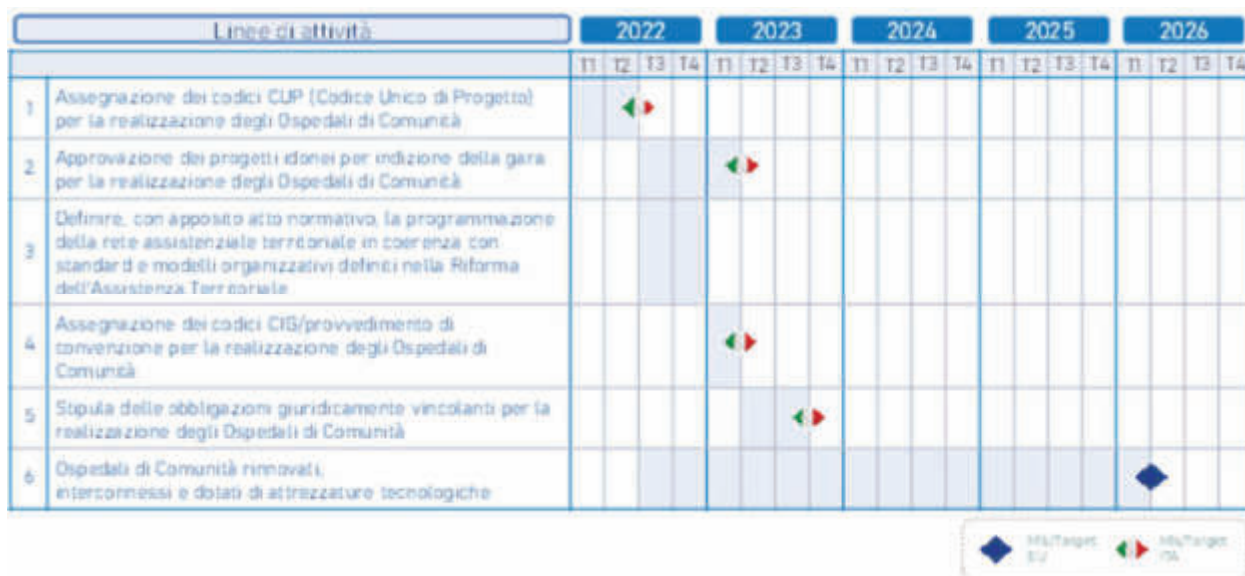 Linee di attività 2022 2023 2024 2025 2026
T1 T2 T3 T4 T1 T2 T3 T4 T1 T2 T3 T4 T1 T2 T3 T4 T1 T2 T3 T4
1 Assegnazione dei codici CUP (Codice Unico di Progetto)
per la realizzazione degli Ospedali di Comunità
2 Approvazione dei progetti idonei per indizione della gara
per la realizzazione degli Ospedali di Comunità
3 Definire, con apposito atto normativo, la programmazione
della rete assistenziale territoriale in coerenza con
standard e modelli organizzativi definiti nella Riforma
dell'Assistenza Territoriale
4 Assegnazione dei codici CIG/provvedimento di
convenzione per la realizzazione degli Ospedali di
Comunità
5 Stipula delle obbligazioni giuridicamente vincolanti per la
realizzazione degli Ospedali di Comunità
6 Ospedali di Comunità rinnovati,
interconnessi e dotati di attrezzature tecnologiche
Target
EU
Target
ITA